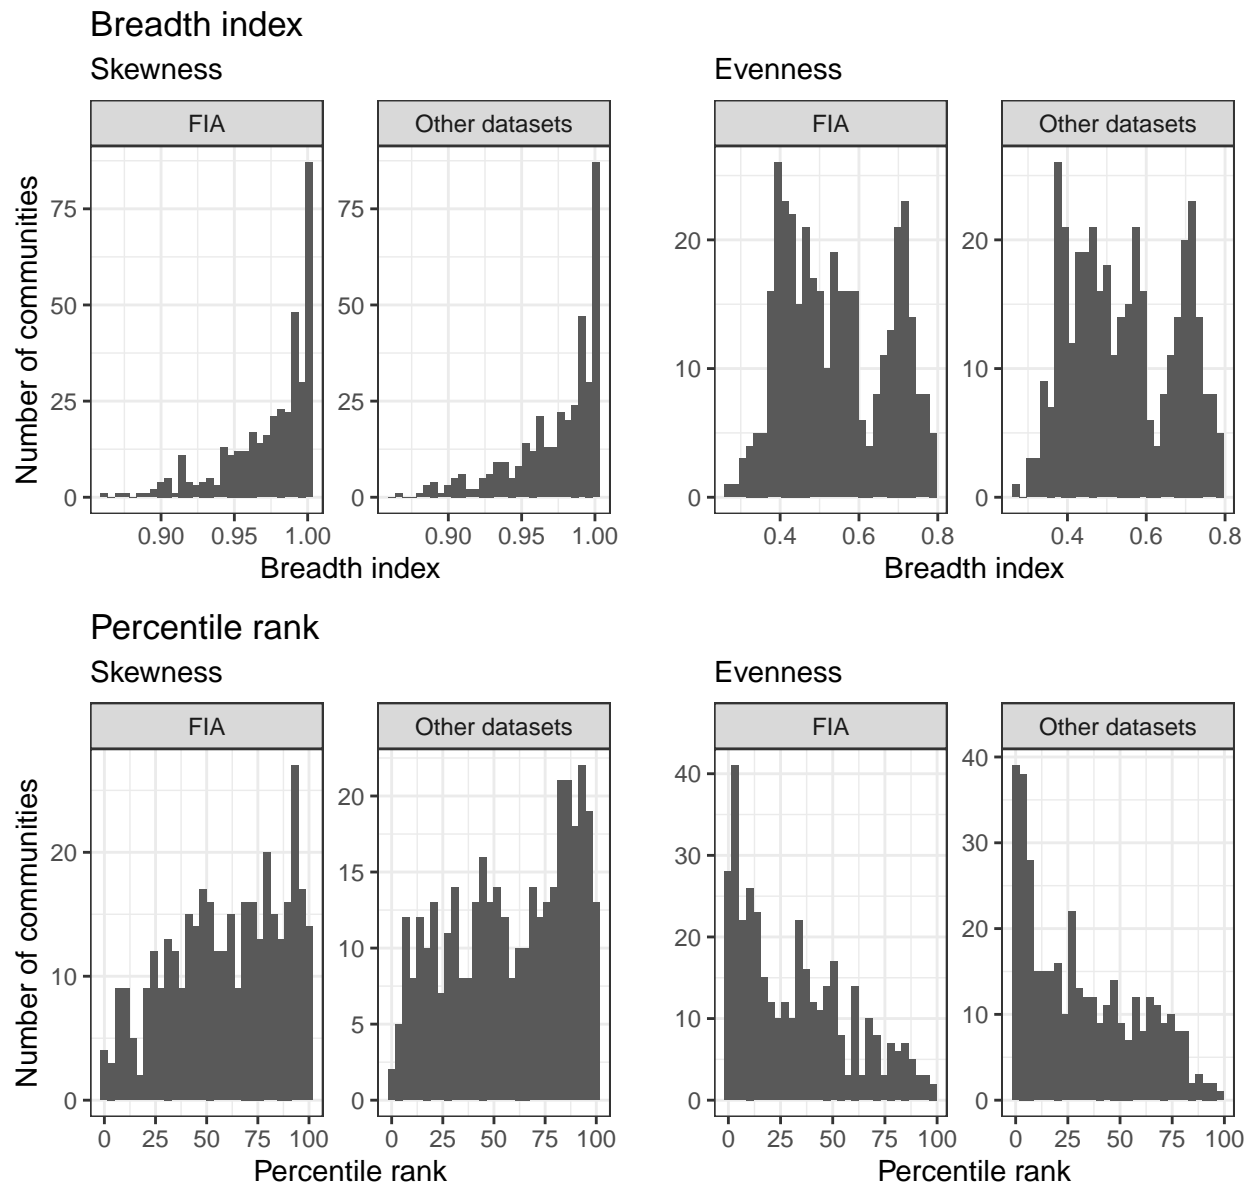 Breadth index
Skewness
Evenness
FIA
Other datasets
FIA
Other datasets
Number of communities
75
50
25
0
75
50
25
0
20
10
0
20
10
0
0.90 0.95 1.00
0.90 0.95 1.00
0.4 0.6 0.8
0.4 0.6 0.8
Breadth index
Breadth index
Percentile rank
Skewness
Evenness
FIA
Other datasets
FIA
Other datasets
Number of communities
20
10
0
20
15
10
5
0
40
30
20
10
0
40
30
20
10
0
0 25 50 75 100
0 25 50 75 100
0 25 50 75 100
0 25 50 75 100
Percentile rank
Percentile rank